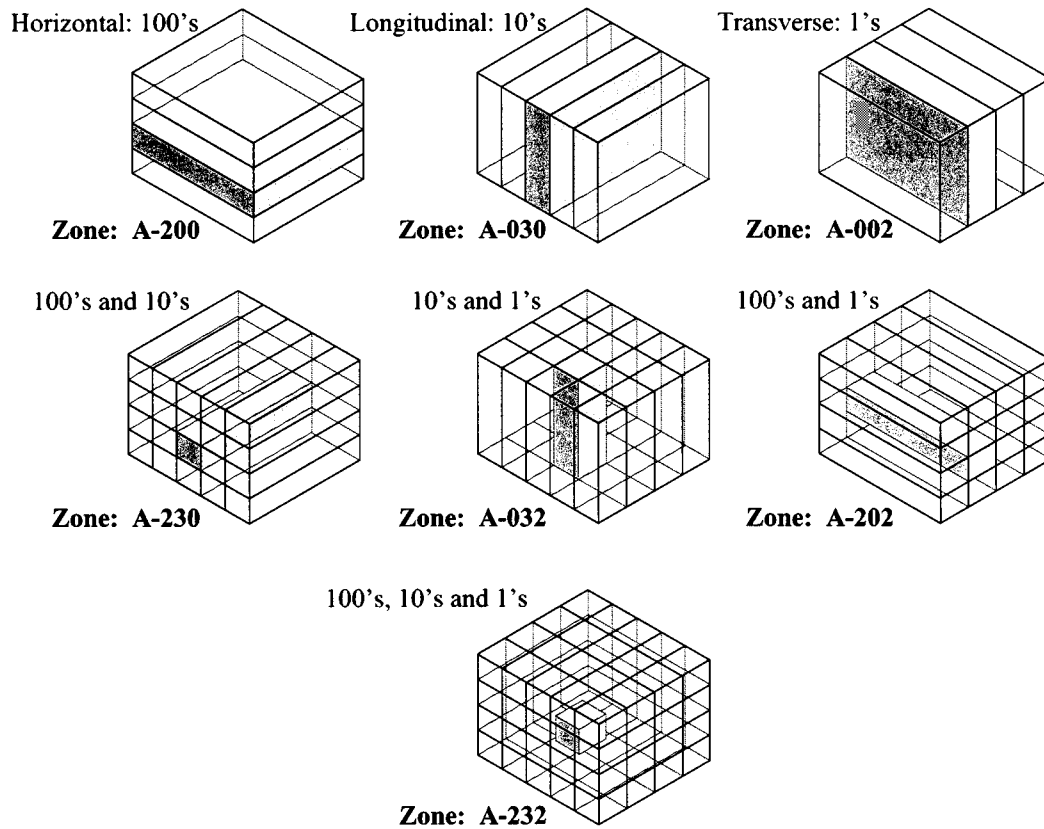 Horizontal: 100's
Longitudinal: 10's
Transverse: 1's
Zone: A-200
Zone: A-030
Zone: A-002
100's and 10's
10's and 1's
100's and 1's
Zone: A-230
Zone: A-032
Zone: A-202
100's, 10's and 1's
Zone: A-232